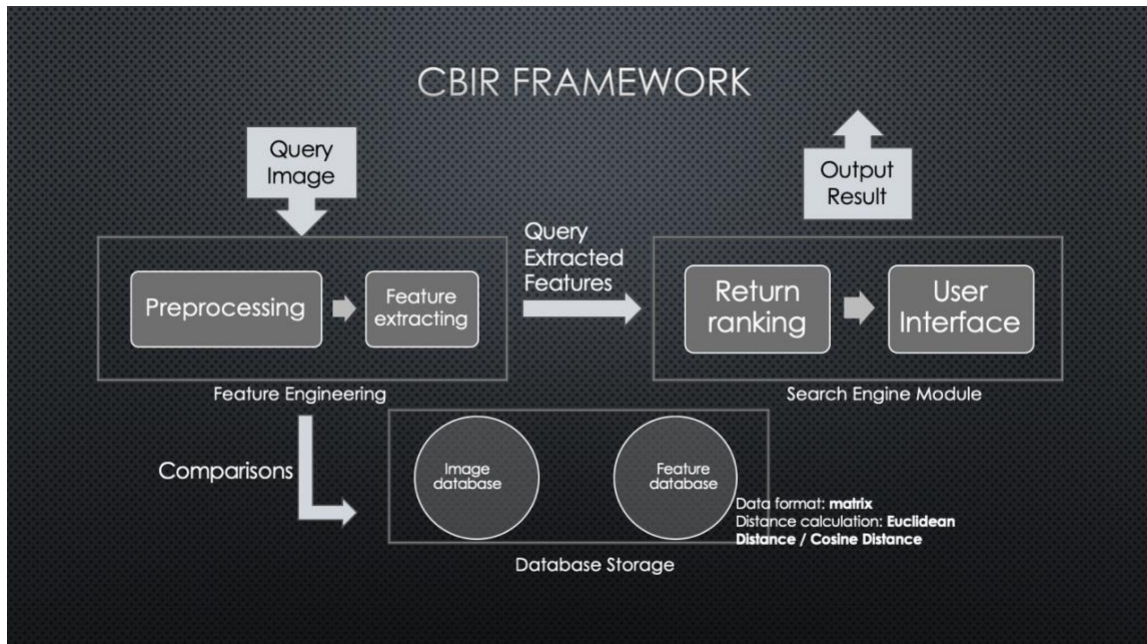 CBIR FRAMEWORK
Query
Image
Output
Result
Query
Extracted
Features
Preprocessing
Feature
extracting
Return
ranking
User
Interface
Feature Engineering
Search Engine Module
Comparisons
Image
database
Feature
database
Data format: matrix
Distance calculation: Euclidean
Distance / Cosine Distance
Database Storage